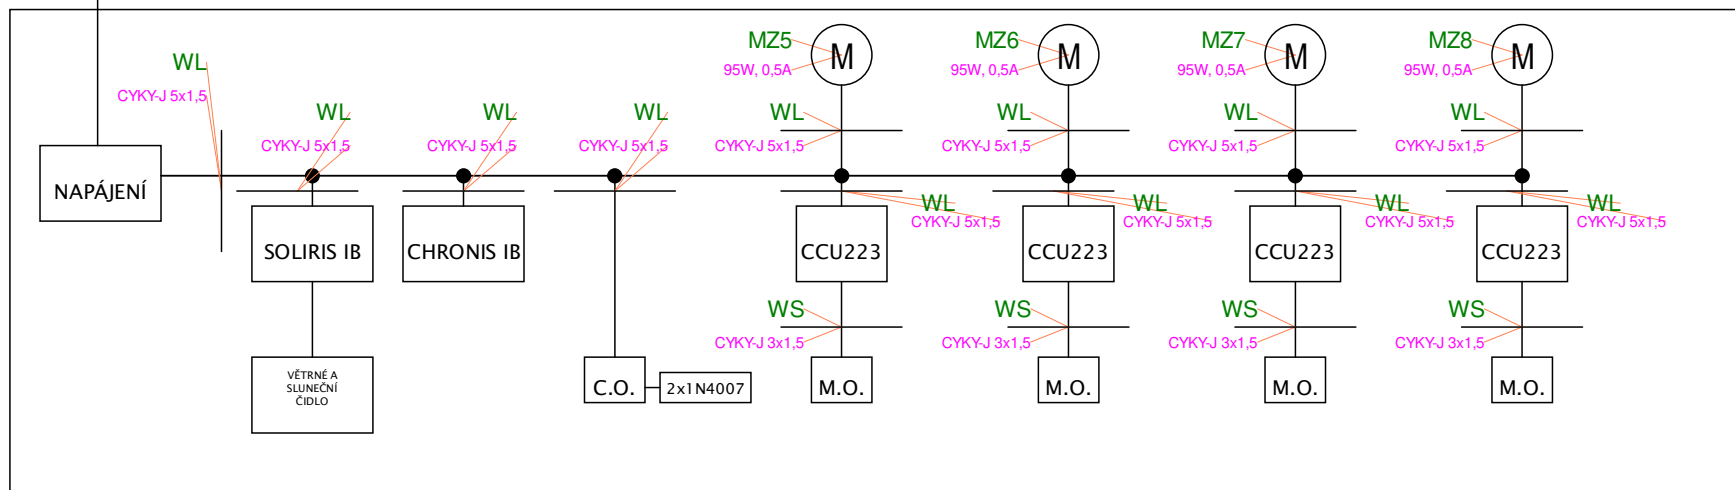 MZ5
M
MZ6
M
MZ7
M
MZ8
M
95W, 0,5A
95W, 0,5A
95W, 0,5A
95W, 0,5A
WL
CYKY-J 5x1,5
WL
WL
WL
WL
WL
WL
WL
CYKY-J 5x1,5
CYKY-J 5x1,5
CYKY-J 5x1,5
CYKY-J 5x1,5
CYKY-J 5x1,5
CYKY-J 5x1,5
CYKY-J 5x1,5
NAPÁJENÍ
WL
WL
WL
WL
CYKY-J 5x1,5
CYKY-J 5x1,5
CYKY-J 5x1,5
CYKY-J 5x1,5
SOLIRIS IB
CHRONIS IB
CCU223
CCU223
CCU223
CCU223
WS
WS
WS
WS
CYKY-J 3x1,5
CYKY-J 3x1,5
CYKY-J 3x1,5
CYKY-J 3x1,5
VĚTRNÉ A
SLUNEČNÍ
ČIDLO
C.O.
2x1N4007
M.O.
M.O.
M.O.
M.O.